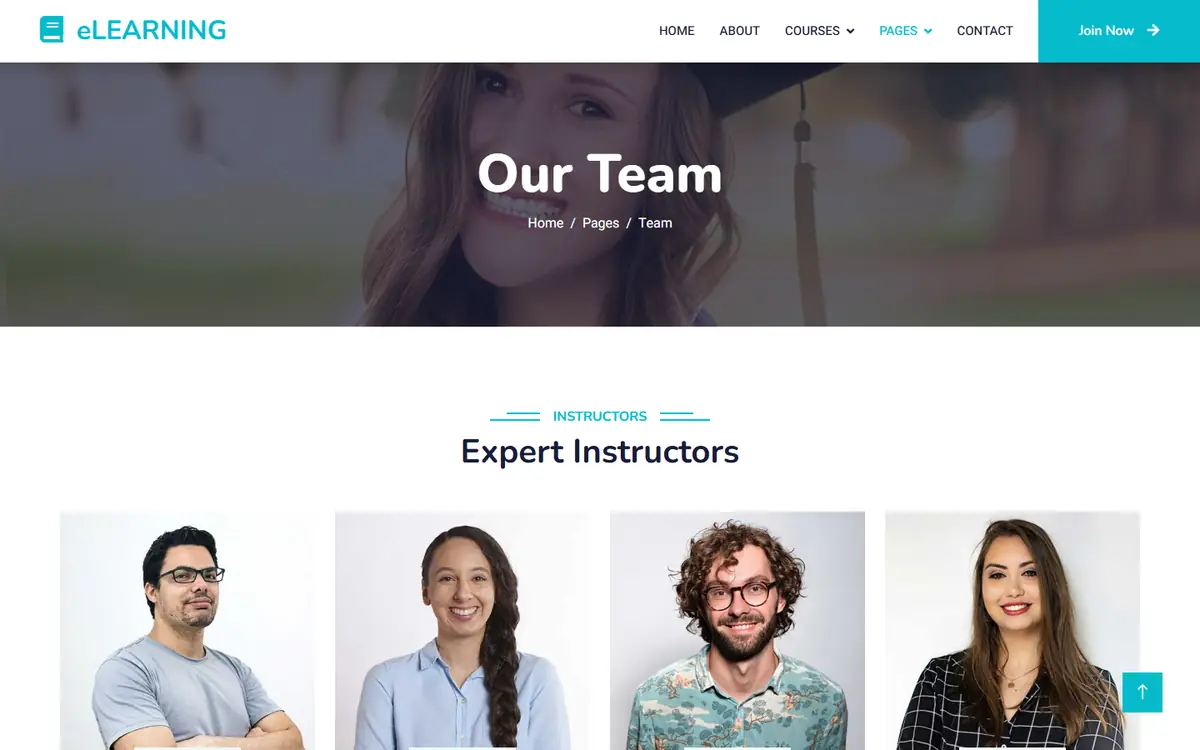 eLEARNING
HOME ABOUT COURSES PAGES CONTACT Join Now
Our Team
Home / Pages / Team
INSTRUCTORS
Expert Instructors